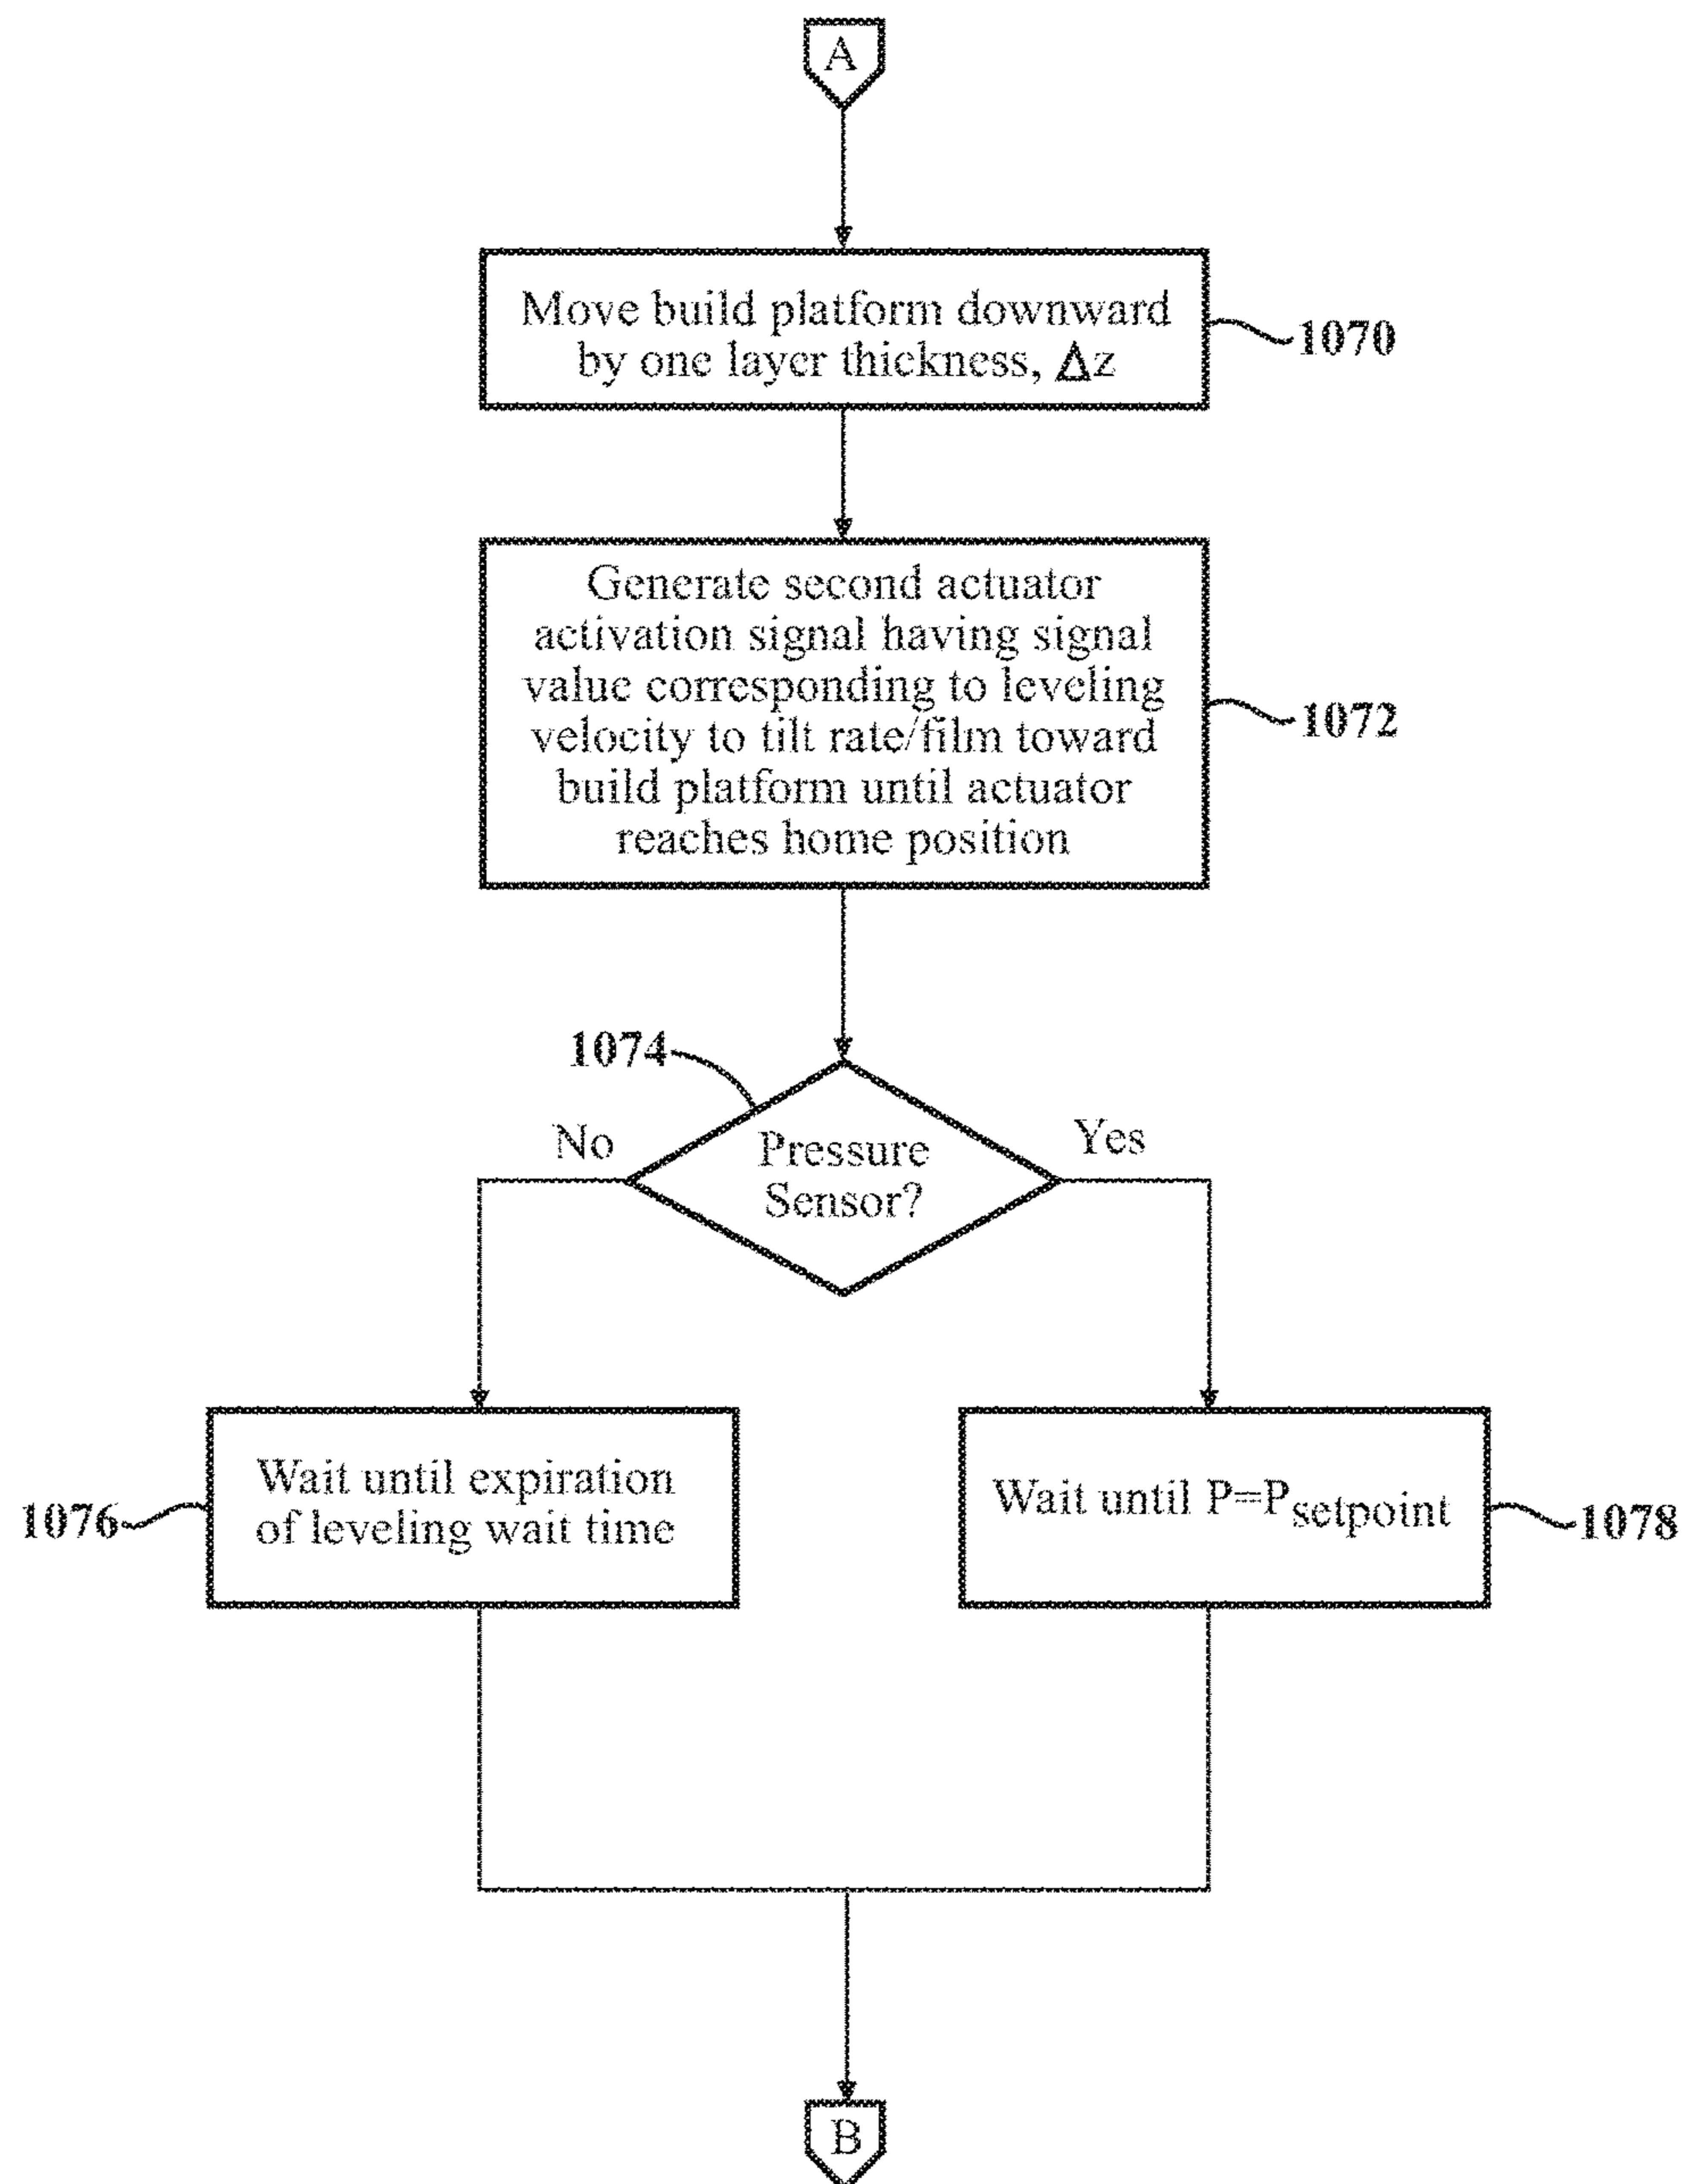 A
Move build platform downward
by one layer thickness, Δz
1070
Generate second actuator
activation signal having signal
value corresponding to leveling
velocity to tilt rate/film toward
build platform until actuator
reaches home position
1072
1074
No
Pressure
Sensor?
Yes
Wait until expiration
of leveling wait time
1076
Wait until P=Psetpoint
1078
B